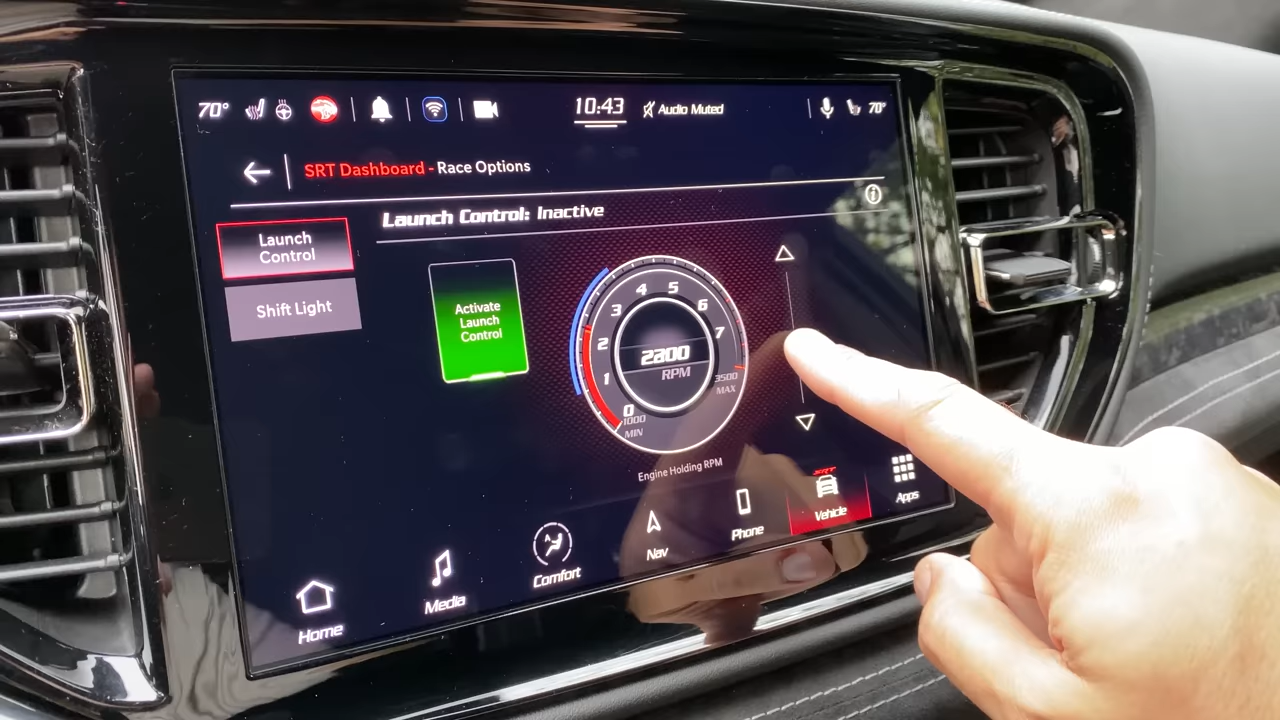 70°
10:43
Audio Muted
70°
SRT Dashboard - Race Options
Launch Control: Inactive
Launch
Control
Shift Light
Activate
Launch
Control
0
1
2
3
4
5
6
7
2200
RPM
1000
MIN
3500
MAX
Engine Holding RPM
Home
Media
Comfort
Nav
Phone
SRT
Vehicle
Apps